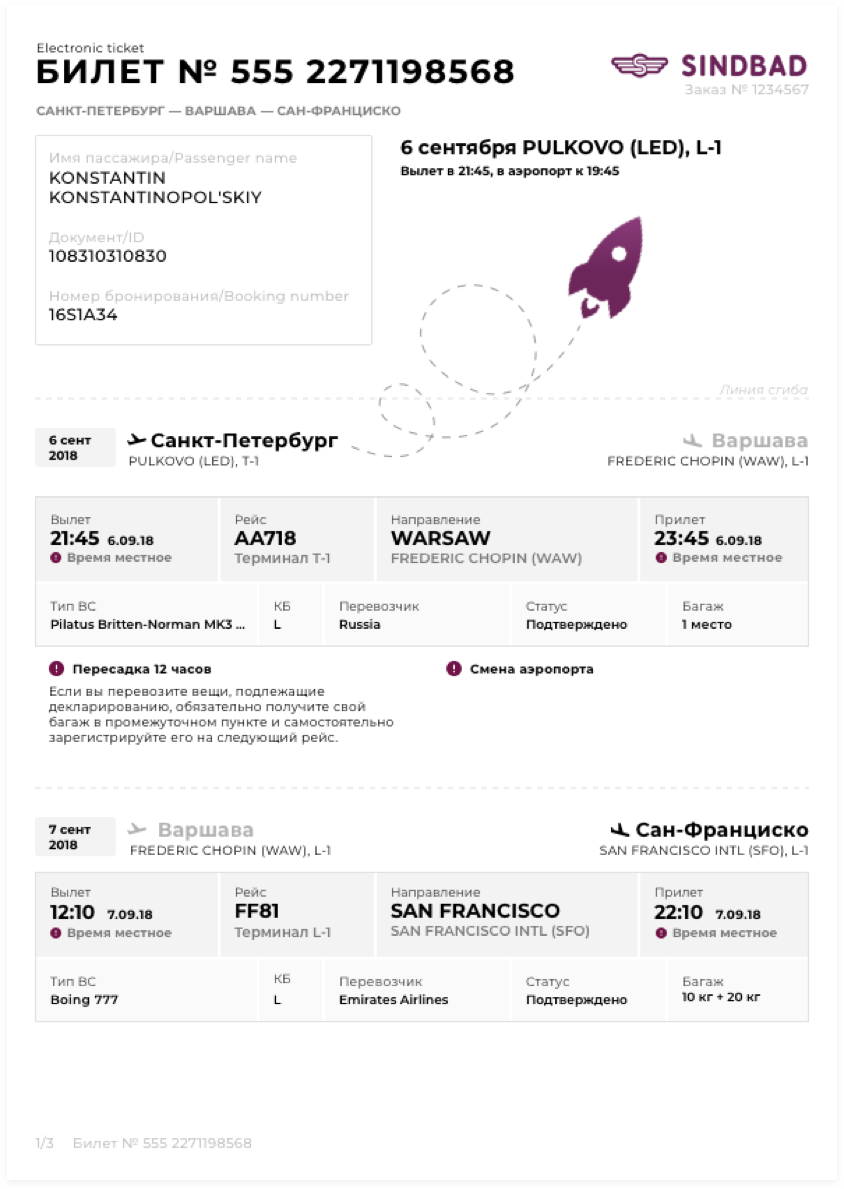 Electronic ticket
БИЛЕТ № 555 2271198568
SINDBAD
Заказ № 1234567
САНКТ-ПЕТЕРБУРГ — ВАРШАВА — САН-ФРАНЦИСКО
Имя пассажира/Passenger name
KONSTANTIN
KONSTANTINOPOL'SKIY
Документ/ID
108310310830
Номер бронирования/Booking number
16S1A34
6 сентября PULKOVO (LED), L-1
Вылет в 21:45, в аэропорт к 19:45
Линия сгиба
6 сент
2018
Санкт-Петербург
PULKOVO (LED), T-1
Варшава
FREDERIC CHOPIN (WAW), L-1
Вылет
21:45 6.09.18
Время местное
Рейс
AA718
Терминал T-1
Направление
WARSAW
FREDERIC CHOPIN (WAW)
Прилет
23:45 6.09.18
Время местное
Тип ВС
Pilatus Britten-Norman MK3 ...
КБ
L
Перевозчик
Russia
Статус
Подтверждено
Багаж
1 место
Пересадка 12 часов
Если вы перевозите вещи, подлежащие
декларированию, обязательно получите свой
багаж в промежуточном пункте и самостоятельно
зарегистрируйте его на следующий рейс.
Смена аэропорта
7 сент
2018
Варшава
FREDERIC CHOPIN (WAW), L-1
Сан-Франциско
SAN FRANCISCO INTL (SFO), L-1
Вылет
12:10 7.09.18
Время местное
Рейс
FF81
Терминал L-1
Направление
SAN FRANCISCO
SAN FRANCISCO INTL (SFO)
Прилет
22:10 7.09.18
Время местное
Тип ВС
Boing 777
КБ
L
Перевозчик
Emirates Airlines
Статус
Подтверждено
Багаж
10 кг + 20 кг
1/3 Билет № 555 2271198568